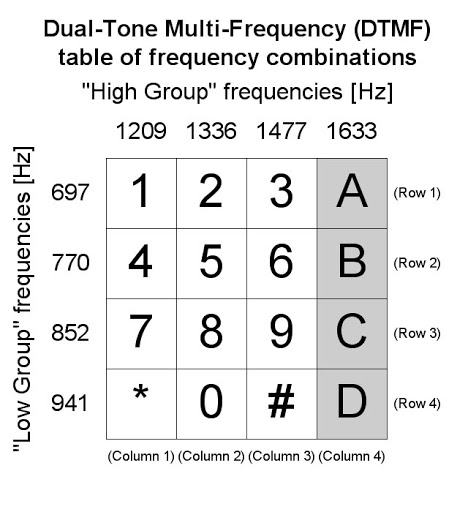 Dual-Tone Multi-Frequency (DTMF)
table of frequency combinations
"High Group" frequencies [Hz]
1209 1336 1477 1633
"Low Group" frequencies [Hz]
697 1 2 3 A (Row 1)
770 4 5 6 B (Row 2)
852 7 8 9 C (Row 3)
941 * 0 # D (Row 4)
(Column 1) (Column 2) (Column 3) (Column 4)